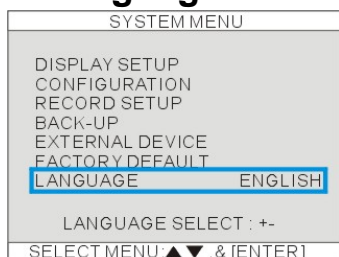 SYSTEM MENU
DISPLAY SETUP
CONFIGURATION
RECORD SETUP
BACK-UP
EXTERNAL DEVICE
FACTORY DEFAULT
LANGUAGE ENGLISH
LANGUAGE SELECT : +-
SELECT MENU:▲▼ ,& [ENTER]